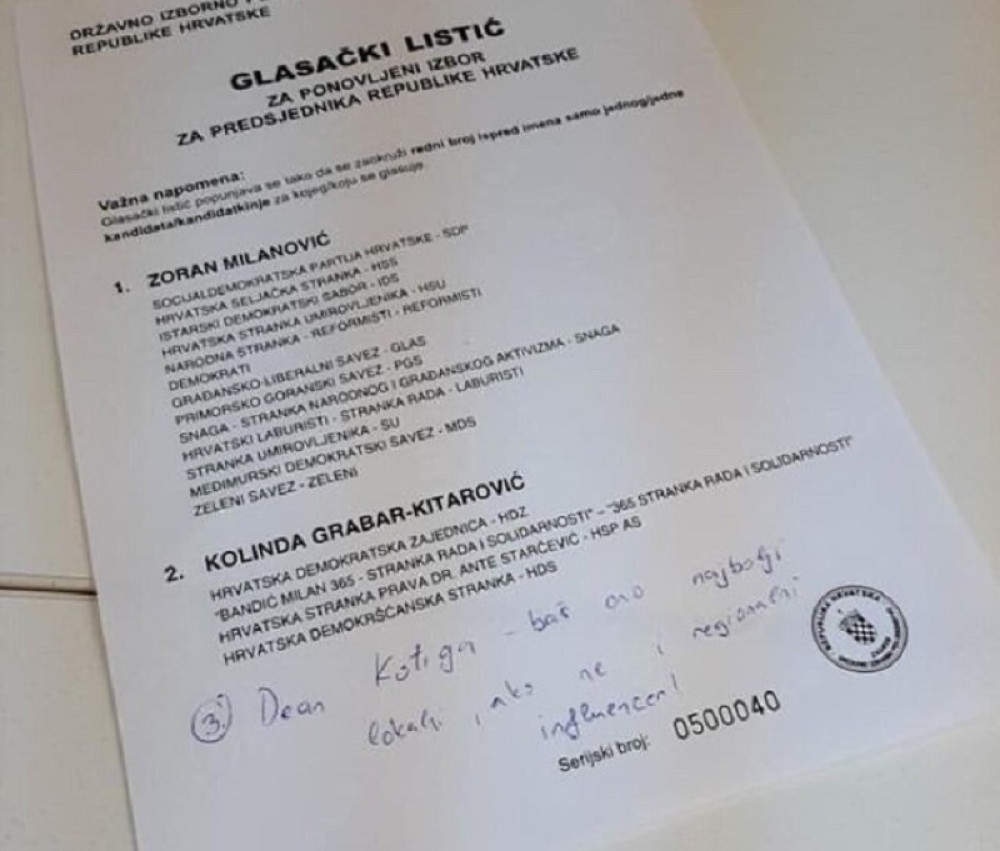 DRŽAVNO IZBORNO
REPUBLIKE HRVATSKE
GLASAČKI LISTIĆ
ZA PONOVLJENI IZBOR
ZA PREDSJEDNIKA REPUBLIKE HRVATSKE
Važna napomena:
Glasački listić popunjava se tako da se zaokruži redni broj ispred imena samo jednog/jedne
kandidata/kandidatkinje za kojeg/koju se glasuje.
1. ZORAN MILANOVIĆ
SOCIJALDEMOKRATSKA PARTIJA HRVATSKE - SDP
HRVATSKA SELJAČKA STRANKA - HSS
ISTARSKI DEMOKRATSKI SABOR - IDS
HRVATSKA STRANKA UMIROVLJENIKA - HSU
NARODNA STRANKA - REFORMISTI - REFORMISTI
DEMOKRATI
GRAĐANSKO-LIBERALNI SAVEZ - GLAS
PRIMORSKO GORANSKI SAVEZ - PGS
SNAGA - STRANKA NARODNOG I GRAĐANSKOG AKTIVIZMA - SNAGA
HRVATSKI LABURISTI - STRANKA RADA - LABURISTI
STRANKA UMIROVLJENIKA - SU
MEĐIMURSKI DEMOKRATSKI SAVEZ - MDS
ZELENI SAVEZ - ZELENI
2. KOLINDA GRABAR-KITAROVIĆ
HRVATSKA DEMOKRATSKA ZAJEDNICA - HDZ
"BANDIĆ MILAN 365 - STRANKA RADA I SOLIDARNOSTI" – "365 STRANKA RADA I SOLIDARNOSTI"
HRVATSKA STRANKA PRAVA DR. ANTE STARČEVIĆ - HSP AS
HRVATSKA DEMOKRŠĆANSKA STRANKA - HDS
3. Dean Kotiga - baš ono najbolji
lokalni, ako ne i regionalni
influencer!
REPUBLIKA HRVATSKA
Serijski broj: 0500040